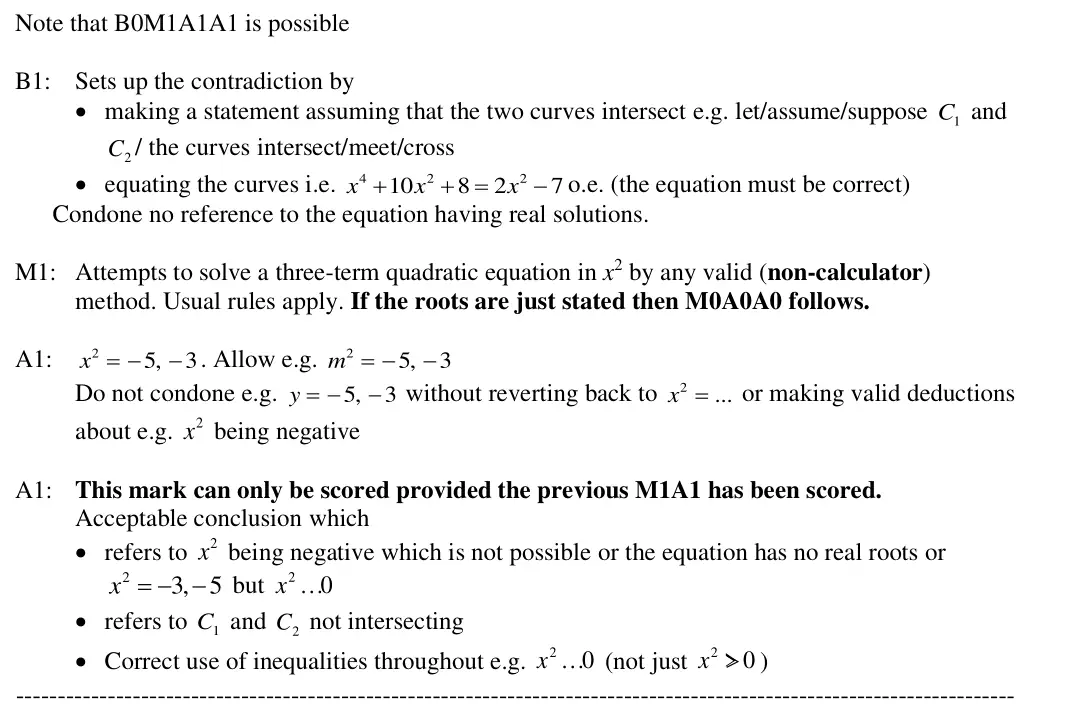 Note that B0M1A1A1 is possible
B1: Sets up the contradiction by
• making a statement assuming that the two curves intersect e.g. let/assume/suppose C₁ and
C₂/ the curves intersect/meet/cross
• equating the curves i.e. x⁴ +10x² +8 = 2x² −7 o.e. (the equation must be correct)
Condone no reference to the equation having real solutions.
M1: Attempts to solve a three-term quadratic equation in x² by any valid (non-calculator)
method. Usual rules apply. If the roots are just stated then M0A0A0 follows.
A1: x² = −5, −3. Allow e.g. m² = −5, −3
Do not condone e.g. y = −5, −3 without reverting back to x² = ... or making valid deductions
about e.g. x² being negative
A1: This mark can only be scored provided the previous M1A1 has been scored.
Acceptable conclusion which
• refers to x² being negative which is not possible or the equation has no real roots or
x² = −3, −5 but x² …0
• refers to C₁ and C₂ not intersecting
• Correct use of inequalities throughout e.g. x² …0 (not just x² > 0)